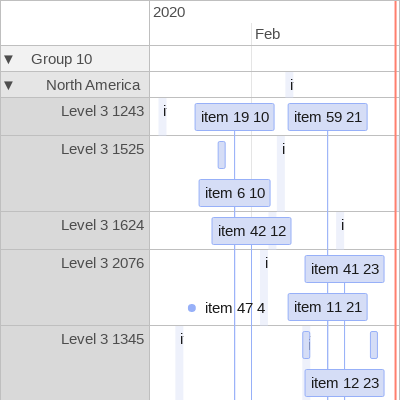 2020
Feb
▼ Group 10
▼ North America
i
Level 3 1243
i
item 19 10
item 59 21
Level 3 1525
i
item 6 10
Level 3 1624
item 42 12
i
Level 3 2076
i
item 41 23
item 47 4
item 11 21
Level 3 1345
i
item 12 23